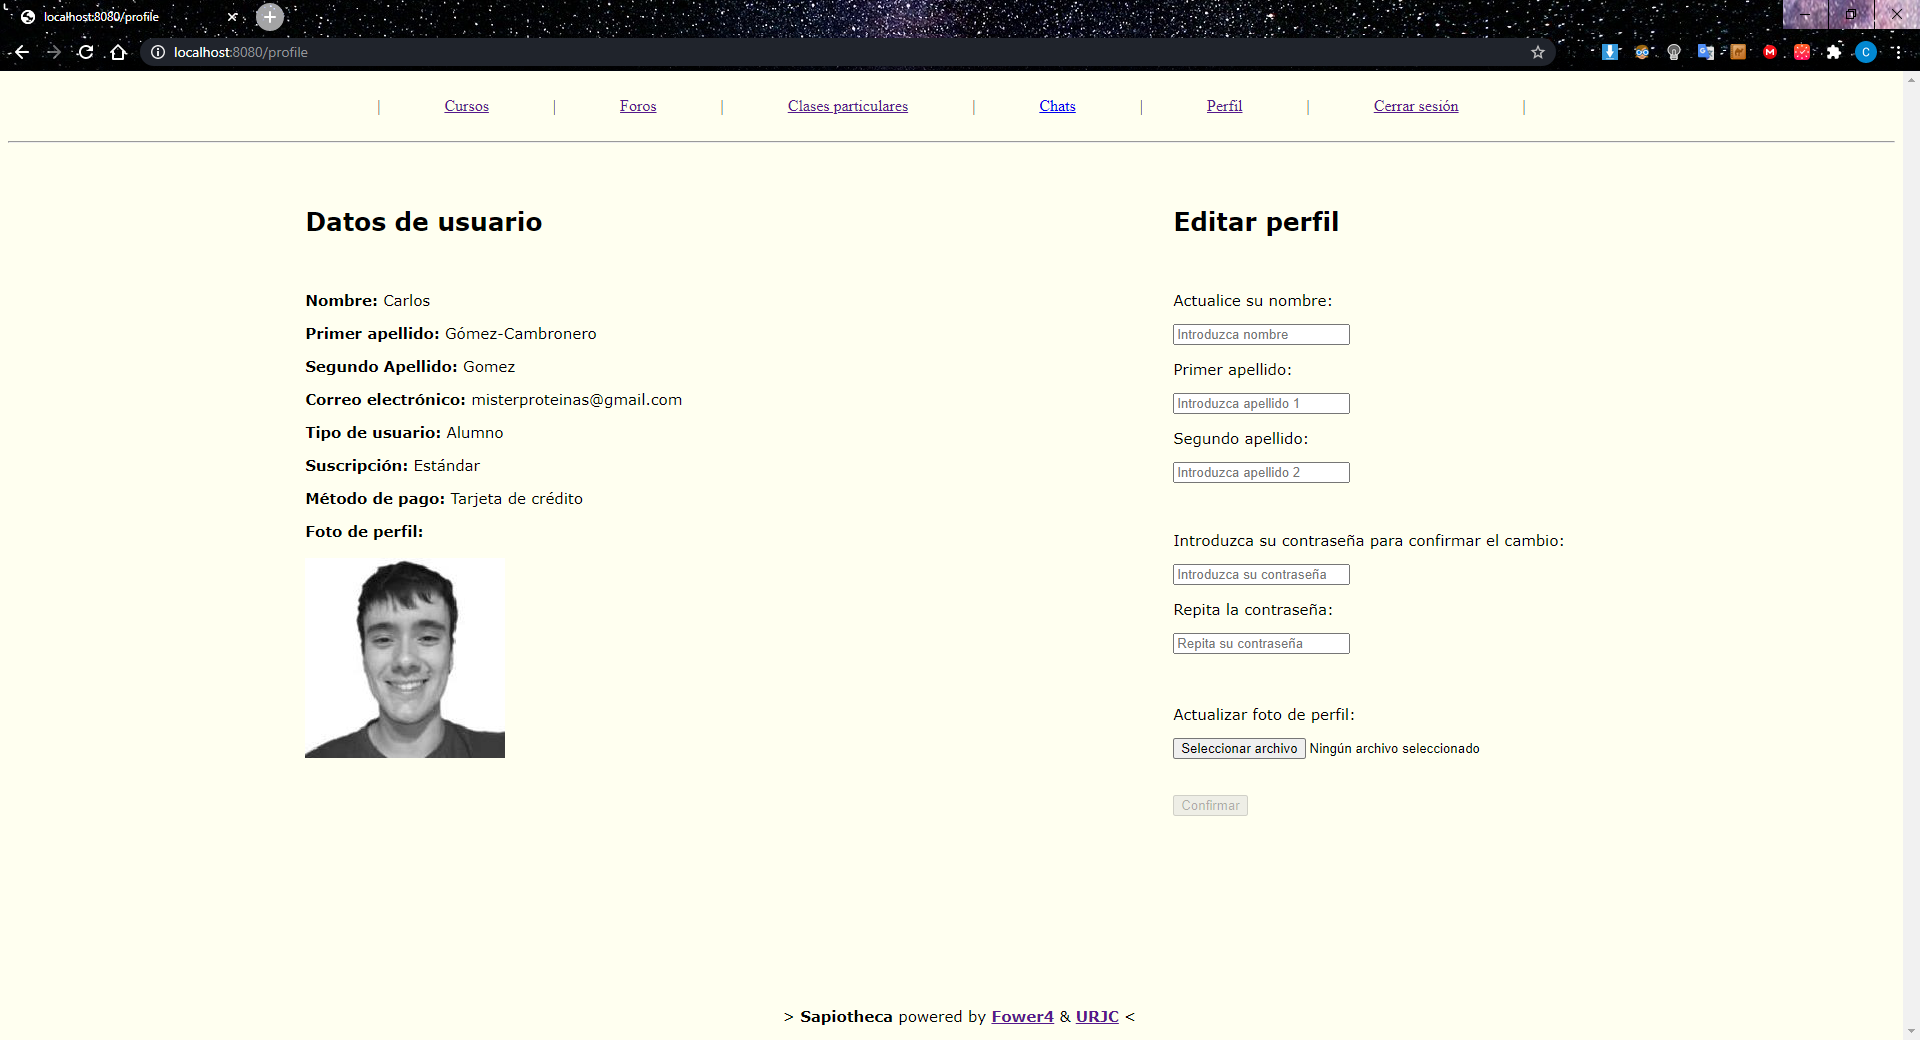 localhost:8080/profile
localhost:8080/profile
C
| Cursos | Foros | Clases particulares | Chats | Perfil | Cerrar sesión |
Datos de usuario
Nombre: Carlos
Primer apellido: Gómez-Cambronero
Segundo Apellido: Gomez
Correo electrónico: misterproteinas@gmail.com
Tipo de usuario: Alumno
Suscripción: Estándar
Método de pago: Tarjeta de crédito
Foto de perfil:
Editar perfil
Actualice su nombre:
Introduzca nombre
Primer apellido:
Introduzca apellido 1
Segundo apellido:
Introduzca apellido 2
Introduzca su contraseña para confirmar el cambio:
Introduzca su contraseña
Repita la contraseña:
Repita su contraseña
Actualizar foto de perfil:
Seleccionar archivo Ningún archivo seleccionado
Confirmar
> Sapiotheca powered by Fower4 & URJC <